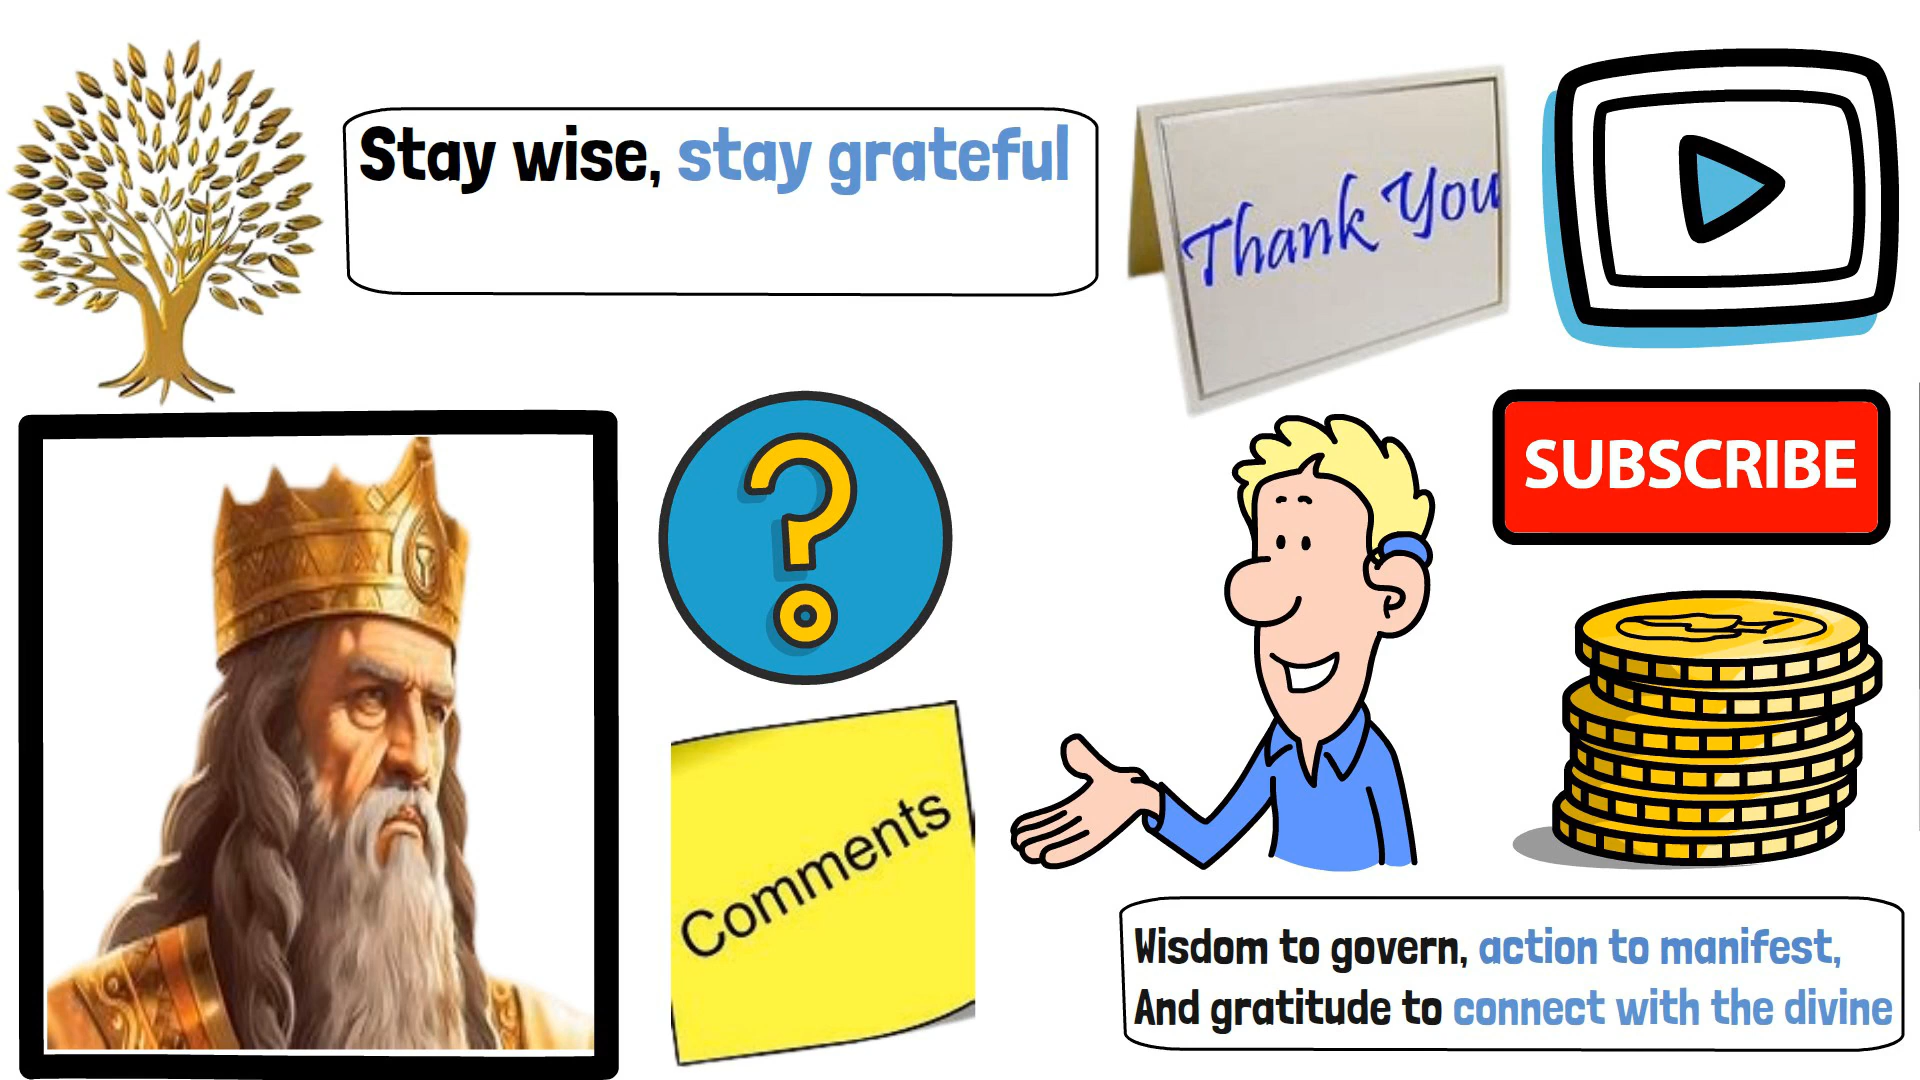 Stay wise, stay grateful
Thank You
SUBSCRIBE
Comments
Wisdom to govern, action to manifest,
And gratitude to connect with the divine